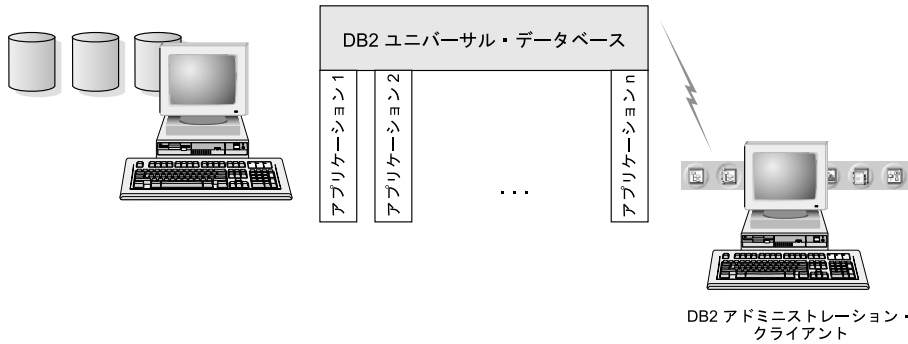 DB2 ユニバーサル・データベース
アプリケーション1
アプリケーション2
...
アプリケーションn
DB2 アドミニストレーション・
クライアント